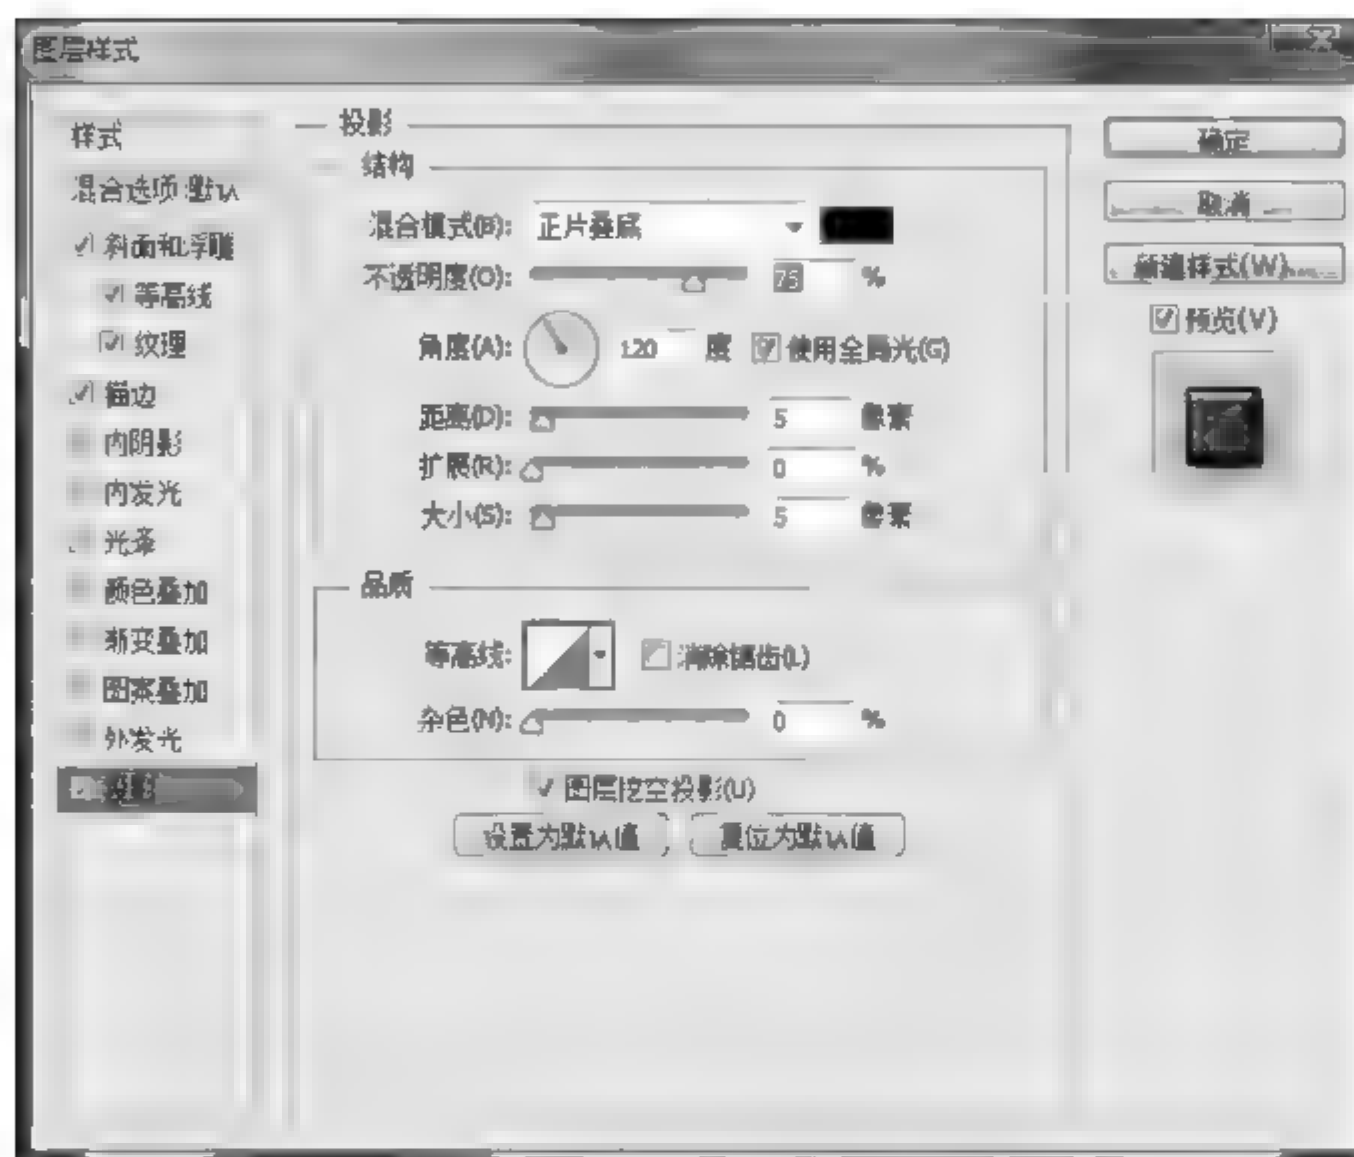 图层样式
样式
混合选项:默认
斜面和浮雕
等高线
纹理
描边
内阴影
内发光
光泽
颜色叠加
渐变叠加
图案叠加
外发光
投影
投影
结构
混合模式(B): 正片叠底
不透明度(O): 75 %
角度(A): 120 度 使用全局光(G)
距离(D): 5 像素
扩展(R): 0 %
大小(S): 5 像素
品质
等高线: 消除锯齿(L)
杂色(N): 0 %
图层挖空投影(U)
设置为默认值 复位为默认值
确定
取消
新建样式(W)...
预览(V)